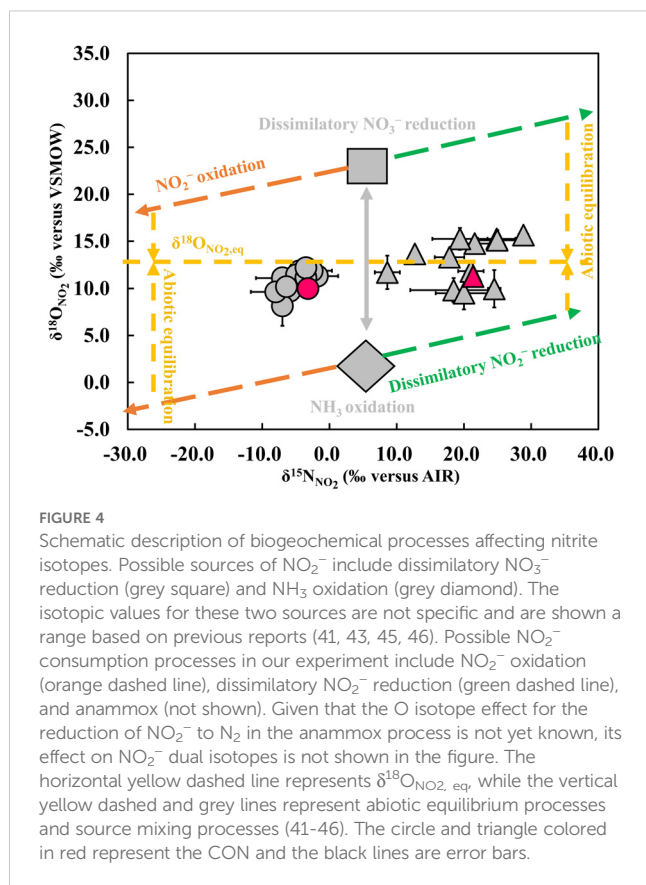 35.0
30.0
25.0
20.0
15.0
10.0
5.0
0.0
-5.0
δ¹⁸O_NO₂ (‰ versus VSMOW)
Dissimilatory NO₃⁻ reduction
NO₂⁻ oxidation
δ¹⁸O_NO₂,eq
Abiotic equilibration
Abiotic equilibration
Dissimilatory NO₂⁻ reduction
NH₃ oxidation
-30.0 -20.0 -10.0 0.0 10.0 20.0 30.0 40.0
δ¹⁵N_NO₂ (‰ versus AIR)
FIGURE 4
Schematic description of biogeochemical processes affecting nitrite
isotopes. Possible sources of NO₂⁻ include dissimilatory NO₃⁻
reduction (grey square) and NH₃ oxidation (grey diamond). The
isotopic values for these two sources are not specific and are shown a
range based on previous reports (41, 43, 45, 46). Possible NO₂⁻
consumption processes in our experiment include NO₂⁻ oxidation
(orange dashed line), dissimilatory NO₂⁻ reduction (green dashed line),
and anammox (not shown). Given that the O isotope effect for the
reduction of NO₂⁻ to N₂ in the anammox process is not yet known, its
effect on NO₂⁻ dual isotopes is not shown in the figure. The
horizontal yellow dashed line represents δ¹⁸O_NO2, eq, while the vertical
yellow dashed and grey lines represent abiotic equilibrium processes
and source mixing processes (41-46). The circle and triangle colored
in red represent the CON and the black lines are error bars.